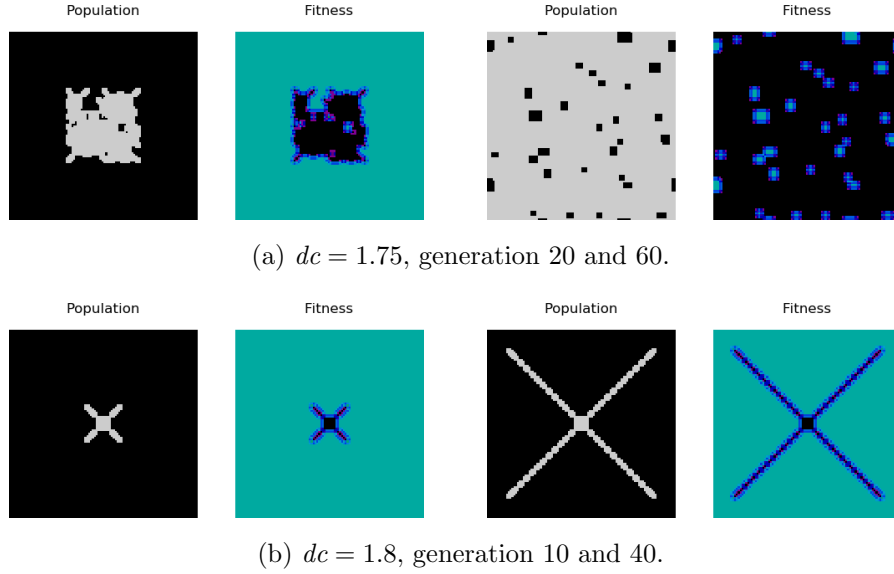 Population Fitness Population Fitness
(a) dc = 1.75, generation 20 and 60.
Population Fitness Population Fitness
(b) dc = 1.8, generation 10 and 40.